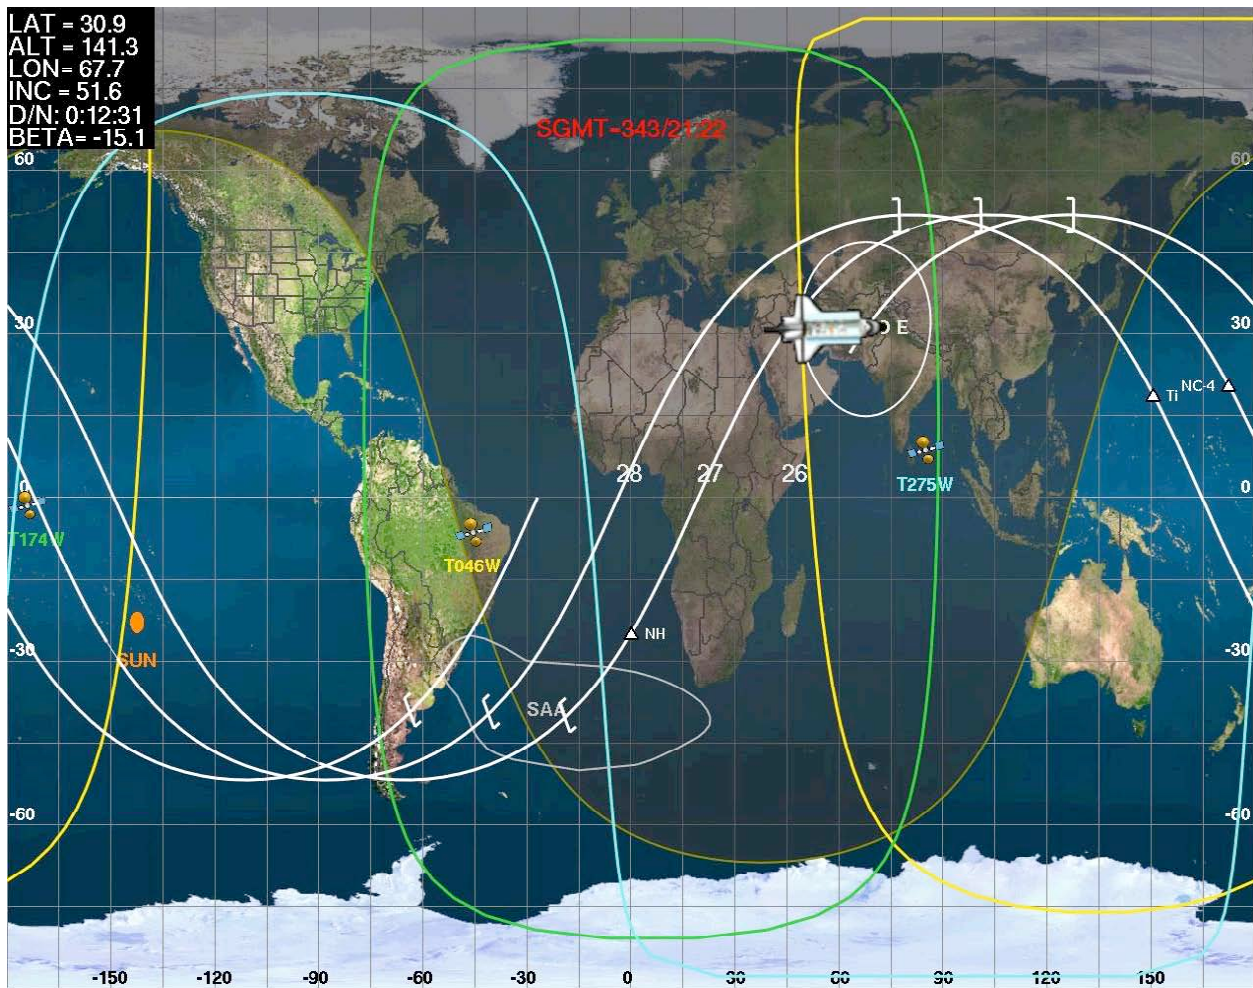 LAT = 30.9
ALT = 141.3
LON= 67.7
INC = 51.6
D/N: 0:12:31
BETA= -15.1
SGMT-343/21:22
60 60
30 30
D E
Ti NC-4
28 27 26
0 0
T275W
T174W
T046W
NH
SUN
-30 -30
SAA
-60 -60
-150 -120 -90 -60 -30 0 30 60 90 120 150